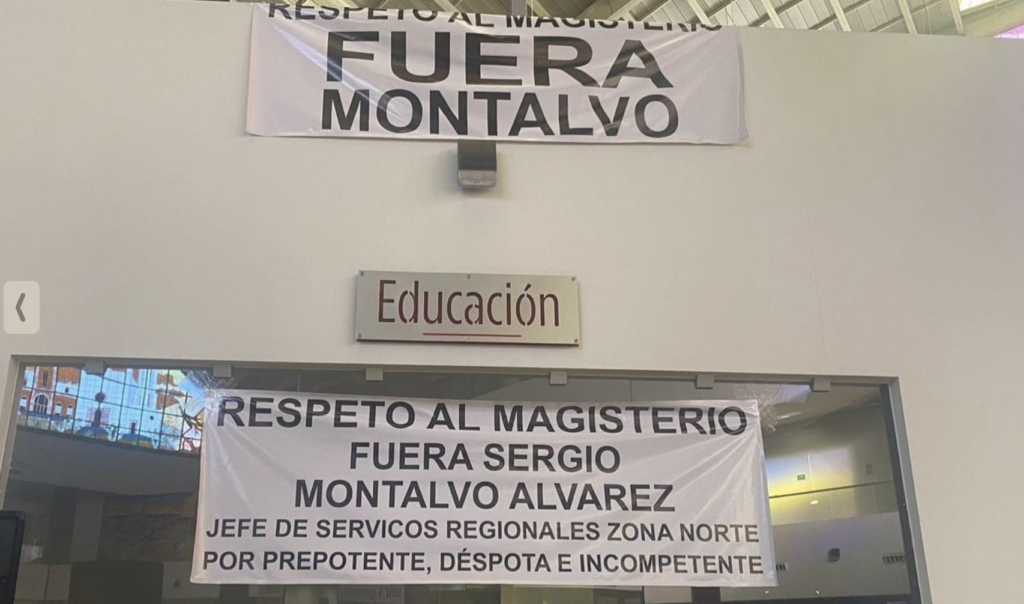 RESPETO AL MAGISTERIO
FUERA
MONTALVO
Educación
RESPETO AL MAGISTERIO
FUERA SERGIO
MONTALVO ALVAREZ
JEFE DE SERVICOS REGIONALES ZONA NORTE
POR PREPOTENTE, DÉSPOTA E INCOMPETENTE